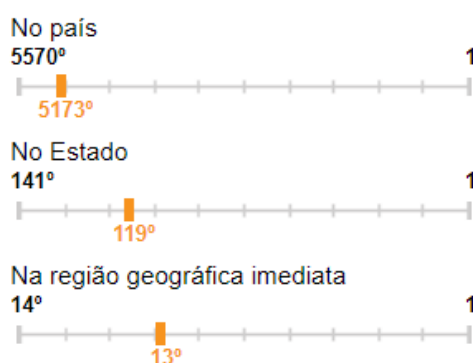 No país
5570º 1
5173º
No Estado
141º 1
119º
Na região geográfica imediata
14º 1
13º